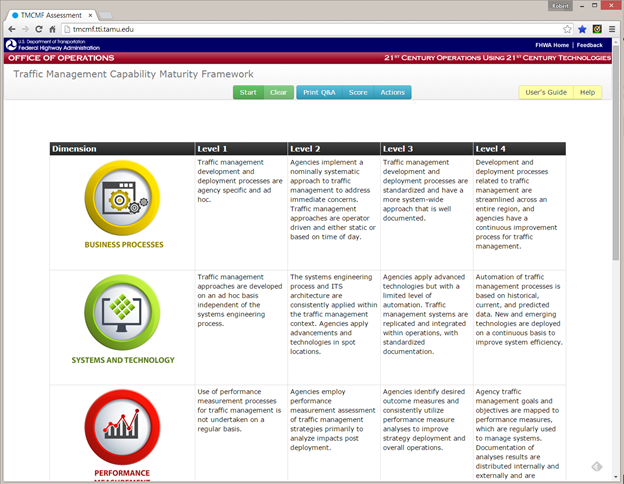 Robert
TMCMF Assessment
tmcmf.tti.tamu.edu
U.S. Department of Transportation
Federal Highway Administration
FHWA Home | Feedback
OFFICE OF OPERATIONS
21ST CENTURY OPERATIONS USING 21ST CENTURY TECHNOLOGIES
Traffic Management Capability Maturity Framework
Start Clear Print Q&A Score Actions User's Guide Help
Dimension Level 1 Level 2 Level 3 Level 4
BUSINESS PROCESSES
Traffic management
development and
deployment processes are
agency specific and ad
hoc.
Agencies implement a
nominally systematic
approach to traffic
management to address
immediate concerns.
Traffic management
approaches are operator
driven and either static or
based on time of day.
Traffic management
development and
deployment processes are
standardized and have a
more system-wide
approach that is well
documented.
Development and
deployment processes
related to traffic
management are
streamlined across an
entire region, and
agencies have a
continuous improvement
process for traffic
management.
SYSTEMS AND TECHNOLOGY
Traffic management
approaches are developed
on an ad hoc basis
independent of the
systems engineering
process.
The systems engineering
process and ITS
architecture are
consistently applied within
the traffic management
context. Agencies apply
advancements and
technologies in spot
locations.
Agencies apply advanced
technologies but with a
limited level of
automation. Traffic
management systems are
replicated and integrated
within operations, with
standardized
documentation.
Automation of traffic
management processes is
based on historical,
current, and predicted
data. New and emerging
technologies are deployed
on a continuous basis to
improve system efficiency.
PERFORMANCE
MEASUREMENT
Use of performance
measurement processes
for traffic management is
not undertaken on a
regular basis.
Agencies employ
performance
measurement assessment
of traffic management
strategies primarily to
analyze impacts post
deployment.
Agencies identify desired
outcome measures and
consistently utilize
performance measure
analyses to improve
strategy deployment and
overall operations.
Agency traffic
management goals and
objectives are mapped to
performance measures,
which are regularly used
to manage systems.
Documentation of
analyses results are
distributed internally and
externally and are